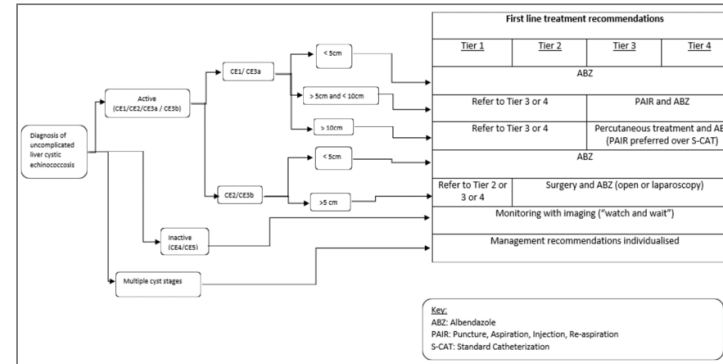 First line treatment recommendations
Tier 1 Tier 2 Tier 3 Tier 4
< 5cm
ABZ
CE1/ CE3a
> 5cm and < 10cm
Refer to Tier 3 or 4
PAIR and ABZ
Active
(CE1/CE2/CE3a / CE3b)
> 10cm
Refer to Tier 3 or 4
Percutaneous treatment and AB
(PAIR preferred over S-CAT)
Diagnosis of
uncomplicated
liver cystic
echinococcosis
< 5cm
ABZ
CE2/CE3b
>5 cm
Refer to Tier 2 or
3 or 4
Surgery and ABZ (open or laparoscopy)
Inactive
(CE4/CE5)
Monitoring with imaging ("watch and wait")
Multiple cyst stages
Management recommendations individualised
Key:
ABZ: Albendazole
PAIR: Puncture, Aspiration, Injection, Re-aspiration
S-CAT: Standard Catheterization